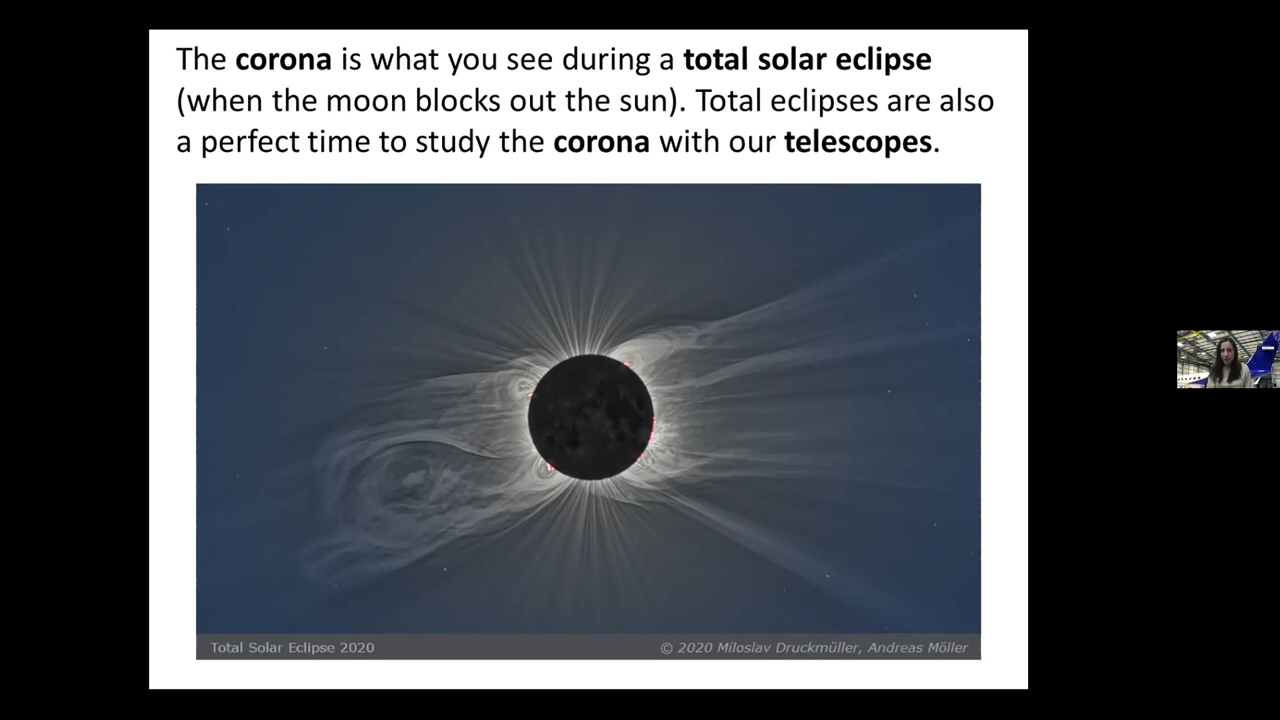 The corona is what you see during a total solar eclipse
(when the moon blocks out the sun). Total eclipses are also
a perfect time to study the corona with our telescopes.
Total Solar Eclipse 2020
© 2020 Miloslav Druckmüller, Andreas Möller